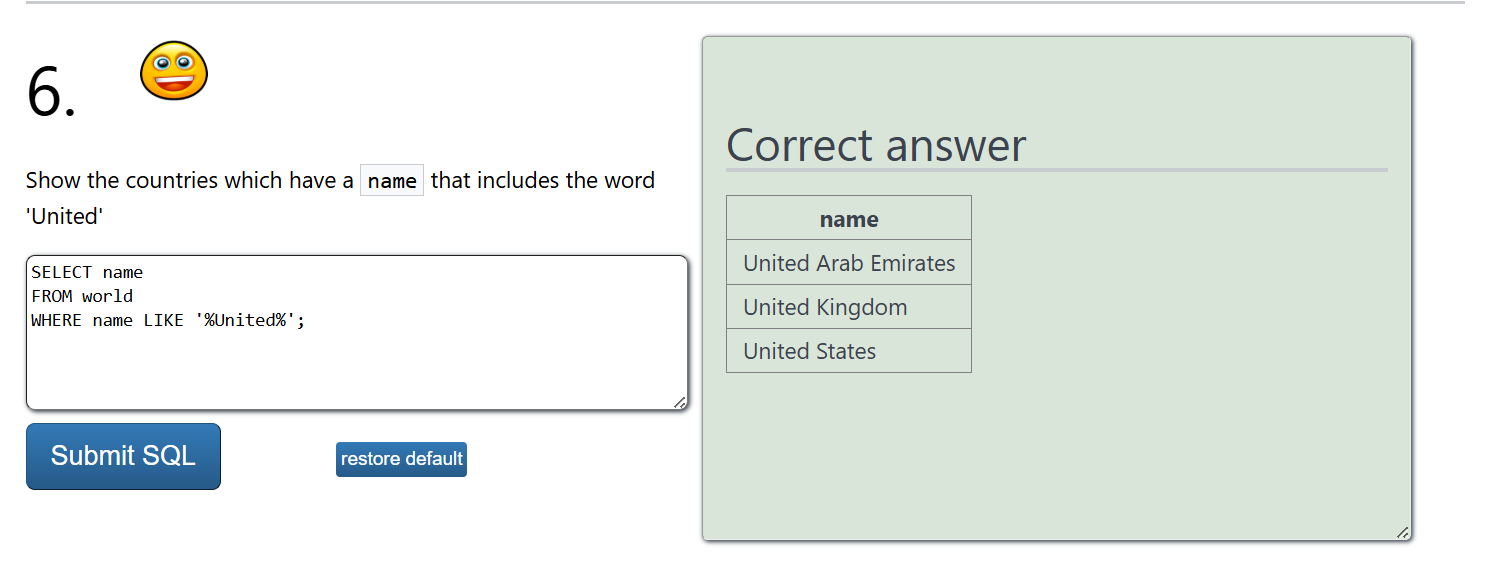 6.
Show the countries which have a name that includes the word
'United'
SELECT name
FROM world
WHERE name LIKE '%United%';
Submit SQL
restore default
Correct answer
name
United Arab Emirates
United Kingdom
United States